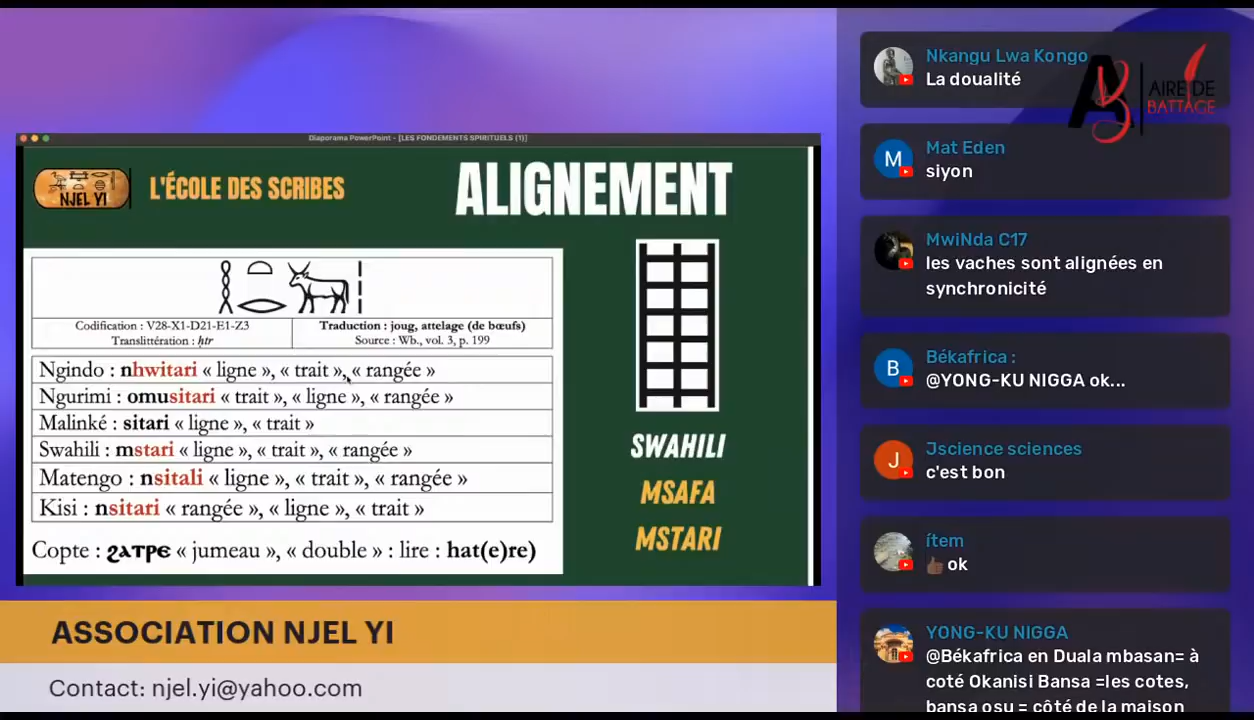 Diaporama PowerPoint - [LES FONDEMENTS SPIRITUELS (1)]
NJEL YI
L'ÉCOLE DES SCRIBES
ALIGNEMENT
Codification : V28-X1-D21-E1-Z3
Translittération : ḥtr
Traduction : joug, attelage (de bœufs)
Source : Wb., vol. 3, p. 199
Ngindo : nhwitari « ligne », « trait », « rangée »
Ngurimi : omusitari « trait », « ligne », « rangée »
Malinké : sitari « ligne », « trait »
Swahili : mstari « ligne », « trait », « rangée »
Matengo : nsitali « ligne », « trait », « rangée »
Kisi : nsitari « rangée », « ligne », « trait »
Copte : ϩⲁⲧⲣⲉ « jumeau », « double » : lire : hat(e)re)
SWAHILI
MSAFA
MSTARI
ASSOCIATION NJEL YI
Contact: njel.yi@yahoo.com
AIRE DE
BATTAGE
Nkangu Lwa Kongo
La doualité
M
Mat Eden
siyon
MwiNda C17
les vaches sont alignées en
synchronicité
B
Békafrica :
@YONG-KU NIGGA ok...
J
Jscience sciences
c'est bon
ítem
👍🏾ok
YONG-KU NIGGA
@Békafrica en Duala mbasan= à
coté Okanisi Bansa =les cotes,
bansa osu = côté de la maison